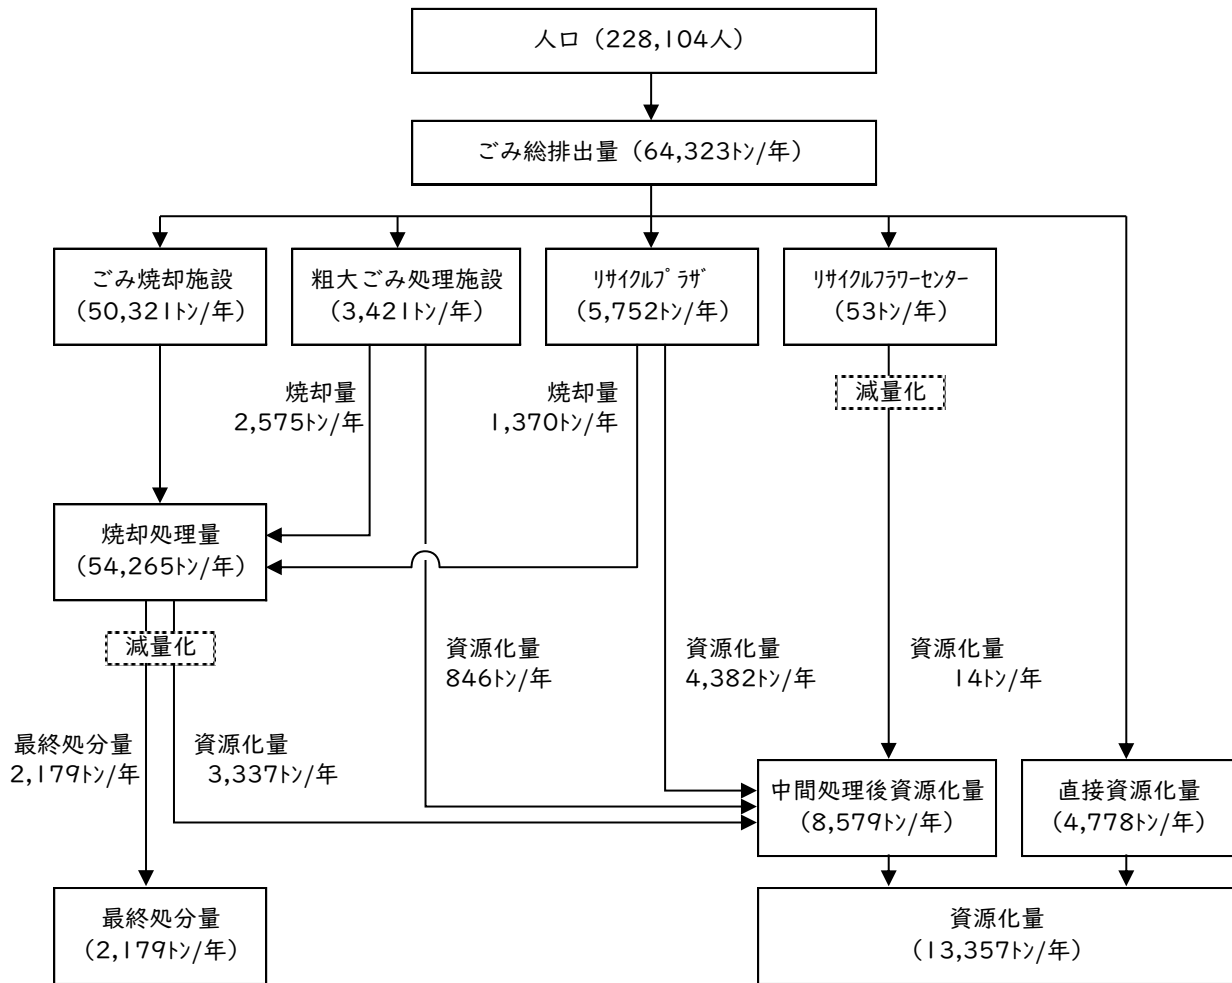 人口（228,104人）
ごみ総排出量（64,323ﾄﾝ/年）
ごみ焼却施設
（50,321ﾄﾝ/年）
粗大ごみ処理施設
（3,421ﾄﾝ/年）
ﾘｻｲｸﾙﾌﾟﾗｻﾞ
（5,752ﾄﾝ/年）
ﾘｻｲｸﾙﾌﾗﾜｰｾﾝﾀｰ
（53ﾄﾝ/年）
焼却量
2,575ﾄﾝ/年
焼却量
1,370ﾄﾝ/年
減量化
焼却処理量
（54,265ﾄﾝ/年）
減量化
資源化量
846ﾄﾝ/年
資源化量
4,382ﾄﾝ/年
資源化量
14ﾄﾝ/年
最終処分量
2,179ﾄﾝ/年
資源化量
3,337ﾄﾝ/年
中間処理後資源化量
（8,579ﾄﾝ/年）
直接資源化量
（4,778ﾄﾝ/年）
最終処分量
（2,179ﾄﾝ/年）
資源化量
（13,357ﾄﾝ/年）